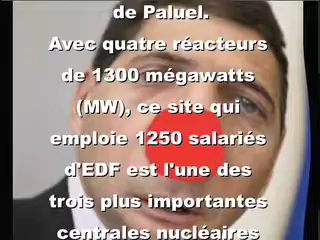 de Paluel.
Avec quatre réacteurs
de 1300 mégawatts
(MW), ce site qui
emploie 1250 salariés
d'EDF est l'une des
trois plus importantes
centrales nucléaires